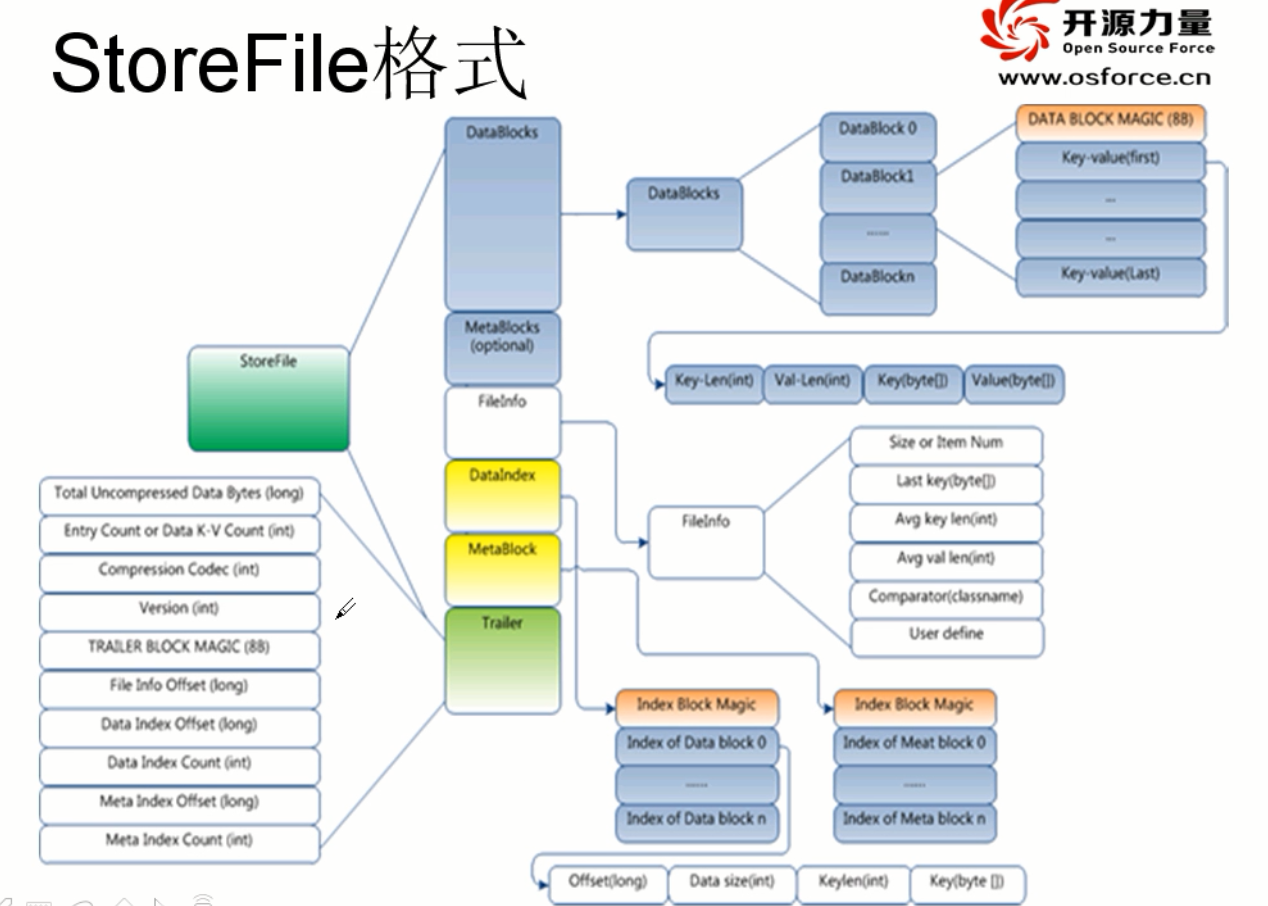 StoreFile格式
开源力量
Open Source Force
www.osforce.cn
DataBlocks
MetaBlocks
(optional)
FileInfo
DataIndex
MetaBlock
Trailer
StoreFile
DataBlocks
DataBlock 0
DataBlock1
......
DataBlockn
DATA BLOCK MAGIC (8B)
Key-value(first)
...
...
Key-value(Last)
Key-Len(int) Val-Len(int) Key(byte[]) Value(byte[])
FileInfo
Size or Item Num
Last key(byte[])
Avg key len(int)
Avg val len(int)
Comparator(classname)
User define
Total Uncompressed Data Bytes (long)
Entry Count or Data K-V Count (int)
Compression Codec (int)
Version (int)
TRAILER BLOCK MAGIC (8B)
File Info Offset (long)
Data Index Offset (long)
Data Index Count (int)
Meta Index Offset (long)
Meta Index Count (int)
Index Block Magic
Index of Data block 0
......
Index of Data block n
Index Block Magic
Index of Meat block 0
......
Index of Meta block n
Offset(long) Data size(int) Keylen(int) Key(byte [])